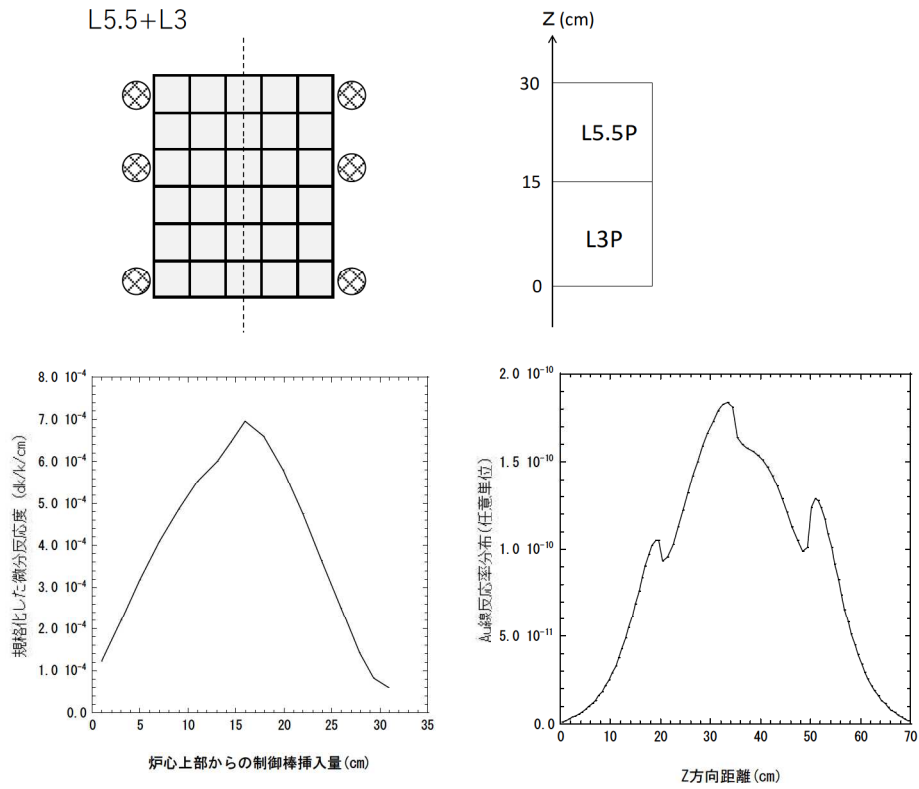 L5.5+L3
Z (cm)
30
L5.5P
15
L3P
0
8.0 10⁻⁴
7.0 10⁻⁴
6.0 10⁻⁴
5.0 10⁻⁴
4.0 10⁻⁴
3.0 10⁻⁴
2.0 10⁻⁴
1.0 10⁻⁴
0.0
0 5 10 15 20 25 30 35
規格化した微分反応度 (dk/k/cm)
炉心上部からの制御棒挿入量(cm)
2.0 10⁻¹⁰
1.5 10⁻¹⁰
1.0 10⁻¹⁰
5.0 10⁻¹¹
0.0
0 10 20 30 40 50 60 70
Au線反応率分布(任意単位)
Z方向距離(cm)